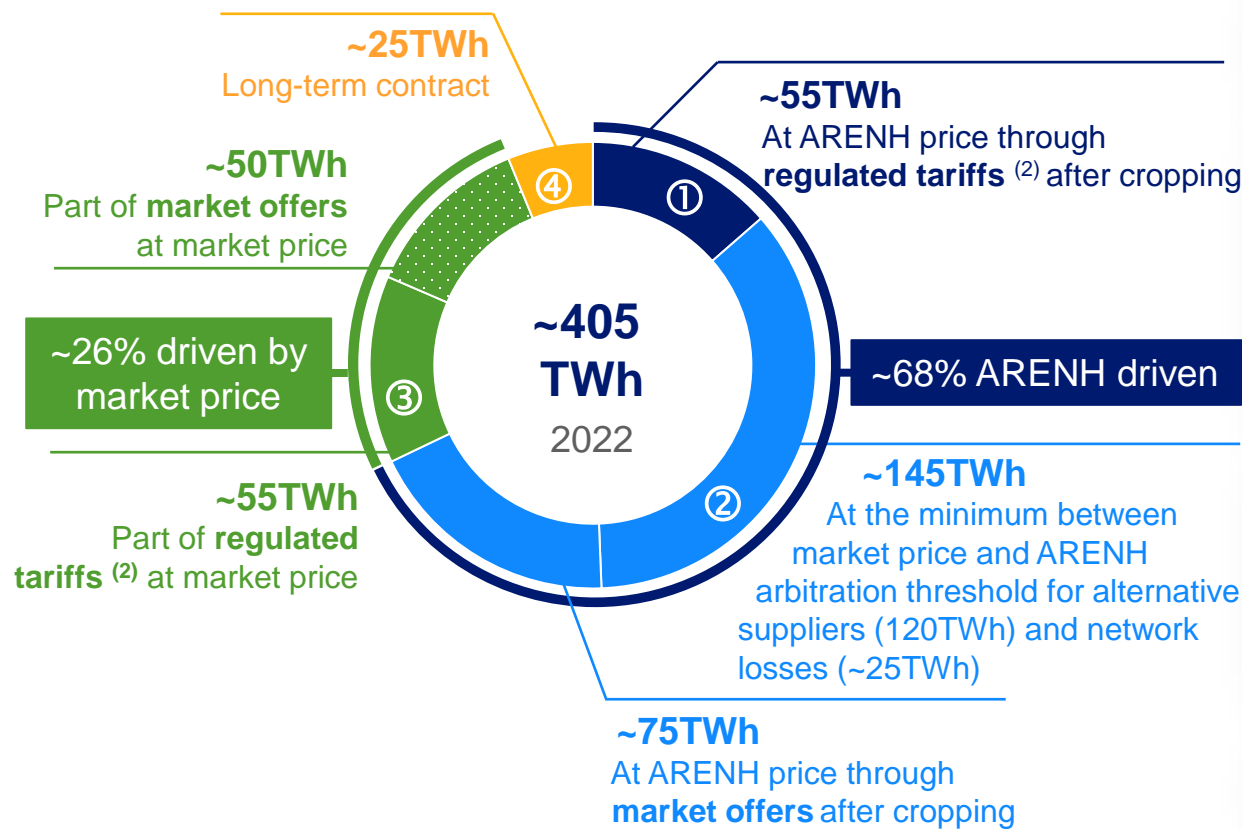 ~25TWh
Long-term contract
④
~55TWh
At ARENH price through
regulated tariffs (2) after cropping
①
~50TWh
Part of market offers
at market price
~405
TWh
2022
~26% driven by
market price
③
~68% ARENH driven
~55TWh
Part of regulated
tariffs (2) at market price
②
~145TWh
At the minimum between
market price and ARENH
arbitration threshold for alternative
suppliers (120TWh) and network
losses (~25TWh)
~75TWh
At ARENH price through
market offers after cropping